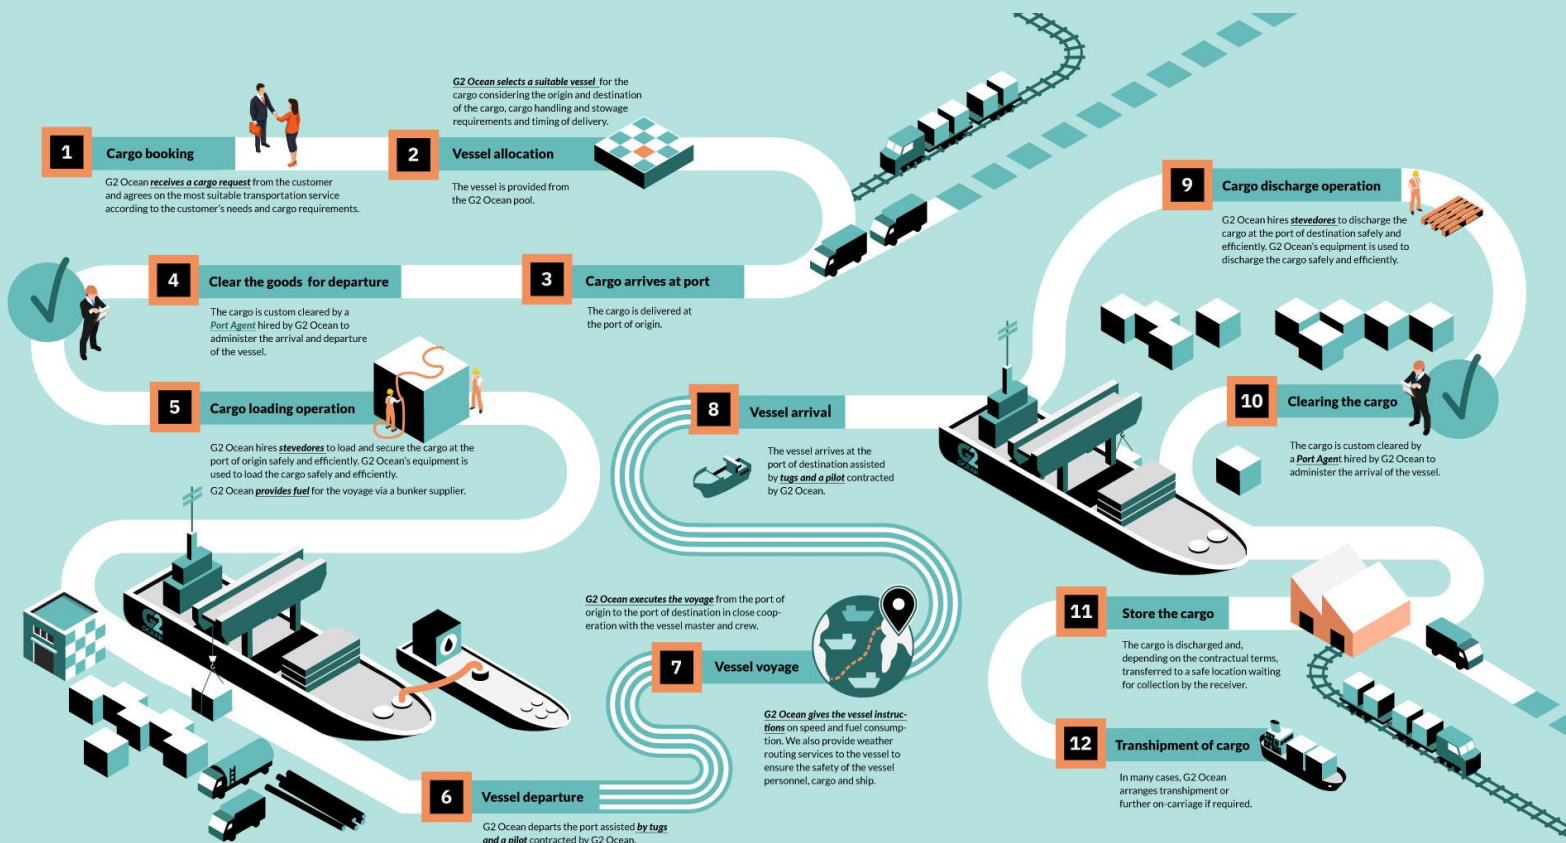 1
Cargo booking
G2 Ocean receives a cargo request from the customer
and agrees on the most suitable transportation service
according to the customer's needs and cargo requirements.
G2 Ocean selects a suitable vessel for the
cargo considering the origin and destination
of the cargo, cargo handling and stowage
requirements and timing of delivery.
2
Vessel allocation
The vessel is provided from
the G2 Ocean pool.
3
Cargo arrives at port
The cargo is delivered at
the port of origin.
4
Clear the goods for departure
The cargo is custom cleared by a
Port Agent hired by G2 Ocean to
administer the arrival and departure
of the vessel.
5
Cargo loading operation
G2 Ocean hires stevedores to load and secure the cargo at the
port of origin safely and efficiently. G2 Ocean's equipment is
used to load the cargo safely and efficiently.
G2 Ocean provides fuel for the voyage via a bunker supplier.
G2
OCEAN
6
Vessel departure
G2 Ocean departs the port assisted by tugs
and a pilot contracted by G2 Ocean.
G2 Ocean executes the voyage from the port of
origin to the port of destination in close coop-
eration with the vessel master and crew.
7
Vessel voyage
G2 Ocean gives the vessel instruc-
tions on speed and fuel consump-
tion. We also provide weather
routing services to the vessel to
ensure the safety of the vessel
personnel, cargo and ship.
8
Vessel arrival
The vessel arrives at the
port of destination assisted
by tugs and a pilot contracted
by G2 Ocean.
G2
OCEAN
9
Cargo discharge operation
G2 Ocean hires stevedores to discharge the
cargo at the port of destination safely and
efficiently. G2 Ocean's equipment is used to
discharge the cargo safely and efficiently.
10
Clearing the cargo
The cargo is custom cleared by
a Port Agent hired by G2 Ocean to
administer the arrival of the vessel.
11
Store the cargo
The cargo is discharged and,
depending on the contractual terms,
transferred to a safe location waiting
for collection by the receiver.
12
Transhipment of cargo
In many cases, G2 Ocean
arranges transhipment or
further on-carriage if required.